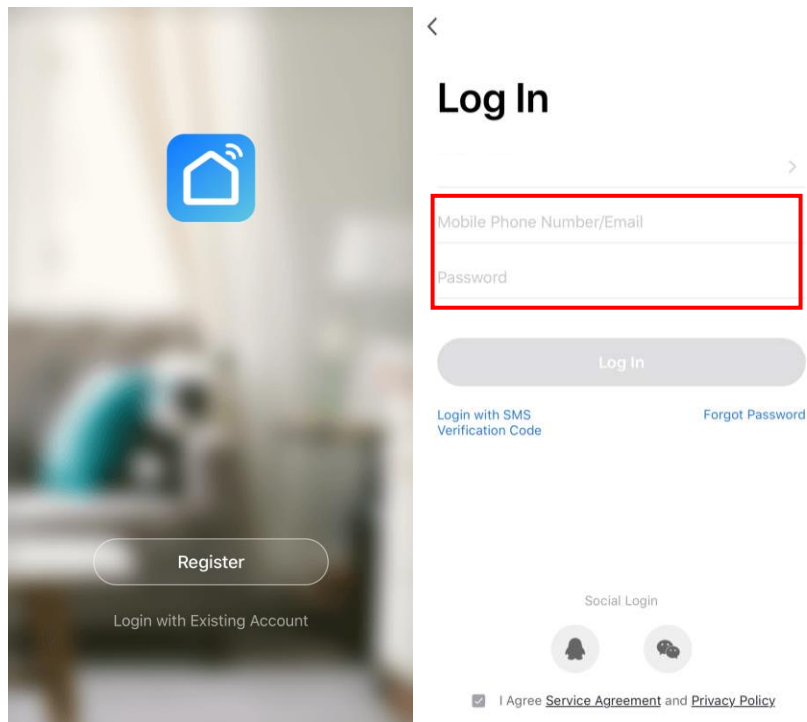 Register
Login with Existing Account
Log In
Mobile Phone Number/Email
Password
Log In
Login with SMS
Verification Code
Forgot Password
Social Login
I Agree Service Agreement and Privacy Policy